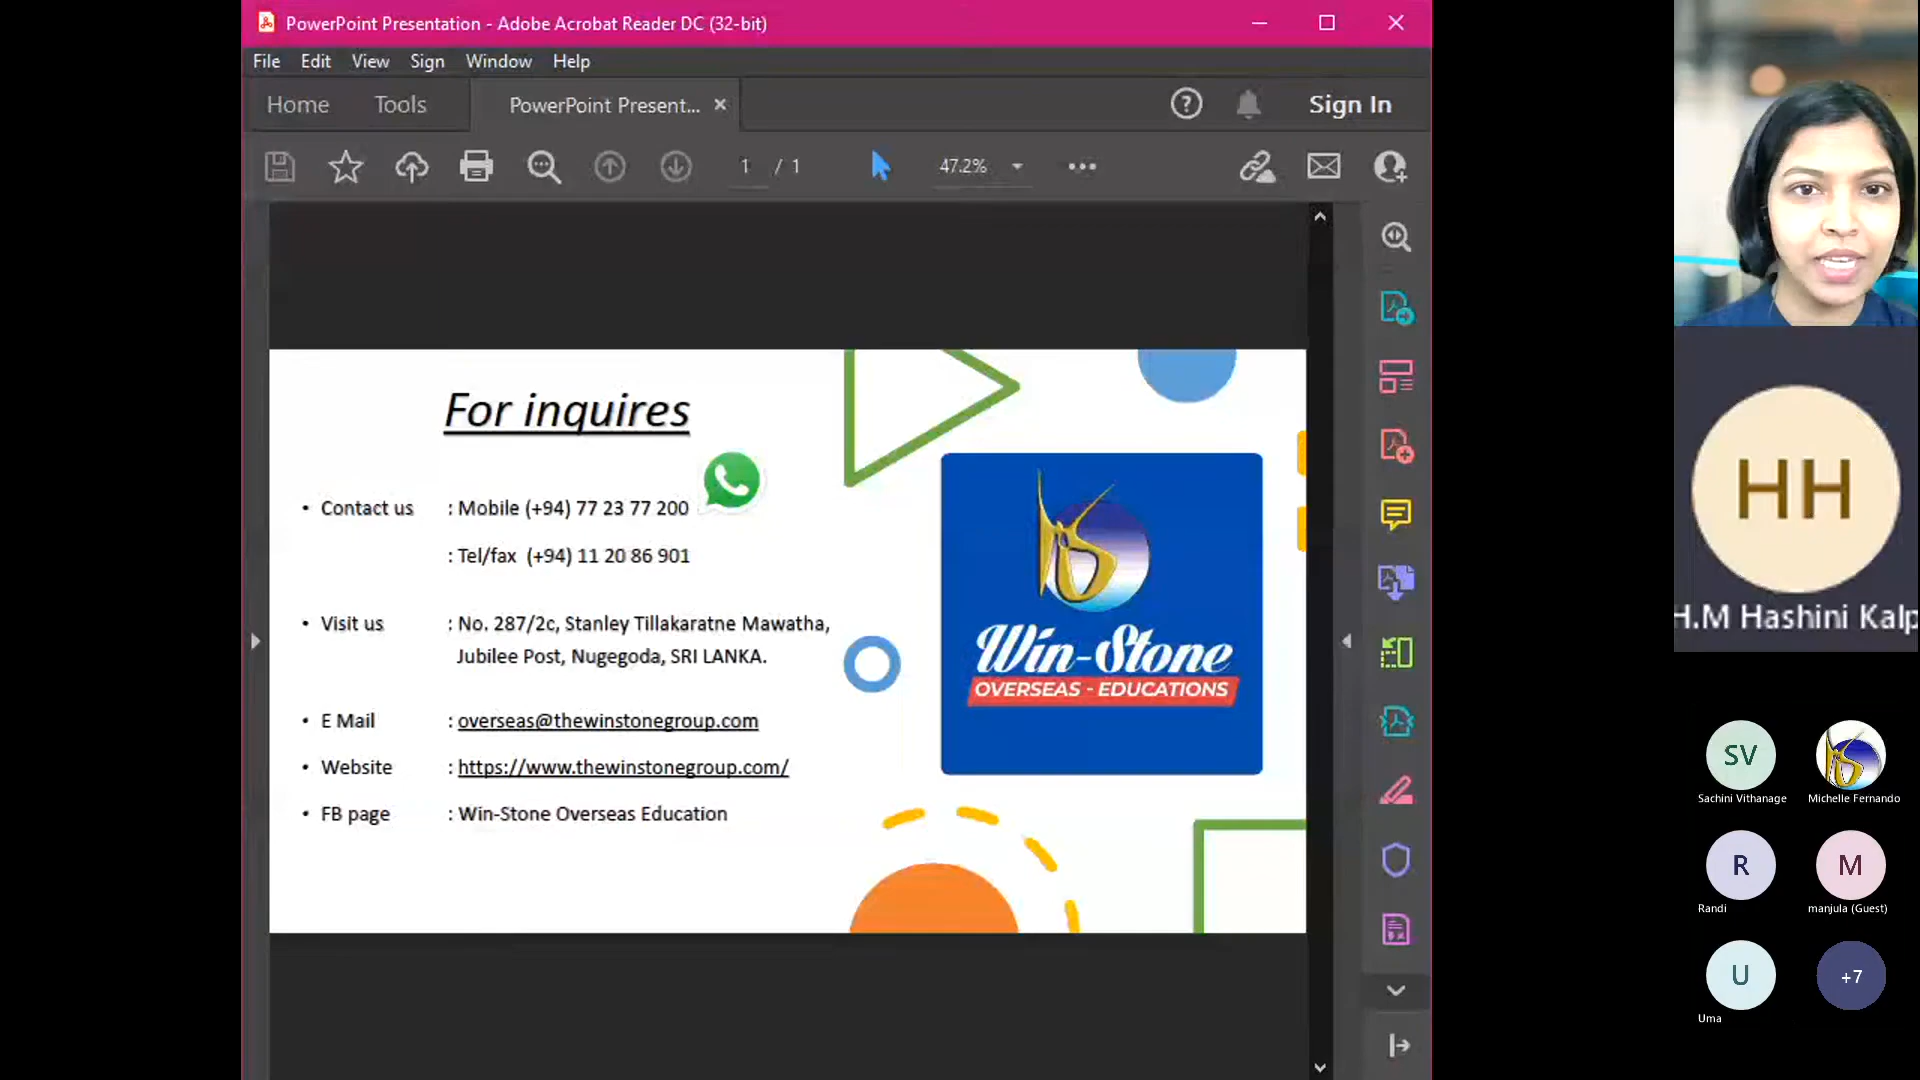 PowerPoint Presentation - Adobe Acrobat Reader DC (32-bit)
File Edit View Sign Window Help
Home Tools PowerPoint Present... Sign In
1 / 1 47.2%
For inquires
• Contact us : Mobile (+94) 77 23 77 200
: Tel/fax (+94) 11 20 86 901
• Visit us : No. 287/2c, Stanley Tillakaratne Mawatha,
Jubilee Post, Nugegoda, SRI LANKA.
• E Mail : overseas@thewinstonegroup.com
• Website : https://www.thewinstonegroup.com/
• FB page : Win-Stone Overseas Education
Win-Stone
OVERSEAS - EDUCATIONS
HH
H.M Hashini Kalp
SV
Sachini Vithanage
Michelle Fernando
R
Randi
M
manjula (Guest)
U
Uma
+7